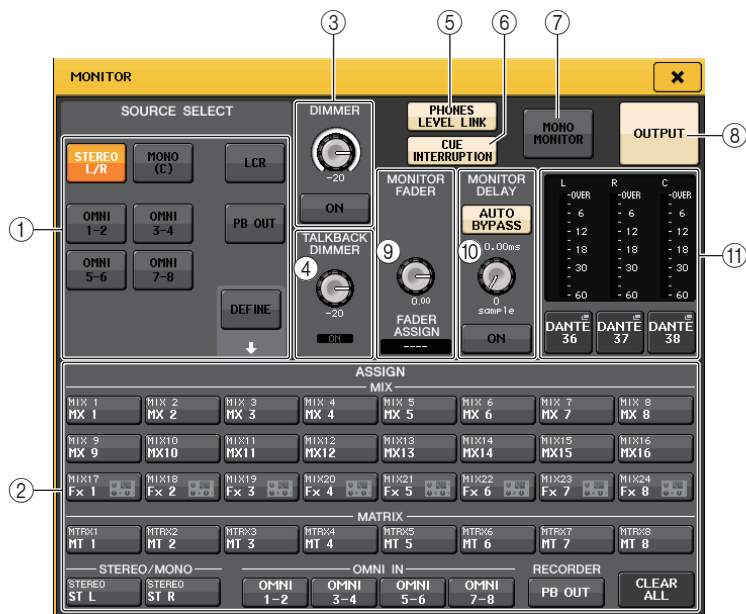 ③ ⑤ ⑥ ⑦
MONITOR
SOURCE SELECT
STEREO L/R
MONO (C)
LCR
OMNI 1-2
OMNI 3-4
PB OUT
OMNI 5-6
OMNI 7-8
DEFINE
①
DIMMER
-20
ON
TALKBACK DIMMER
④
-20
ON
PHONES LEVEL LINK
CUE INTERRUPTION
MONO MONITOR
OUTPUT
⑧
MONITOR FADER
⑨
0.00
FADER ASSIGN
----
MONITOR DELAY
AUTO BYPASS
⑩
0.00ms
0
sample
ON
L R C
-OVER -OVER -OVER
6 6 6
12 12 12
18 18 18
30 30 30
60 60 60
⑪
DANTE 36
DANTE 37
DANTE 38
ASSIGN
MIX
MIX 1 MIX 2 MIX 3 MIX 4 MIX 5 MIX 6 MIX 7 MIX 8
MX 1 MX 2 MX 3 MX 4 MX 5 MX 6 MX 7 MX 8
MIX 9 MIX10 MIX11 MIX12 MIX13 MIX14 MIX15 MIX16
MX 9 MX10 MX11 MX12 MX13 MX14 MX15 MX16
②
MIX17 MIX18 MIX19 MIX20 MIX21 MIX22 MIX23 MIX24
Fx 1 Fx 2 Fx 3 Fx 4 Fx 5 Fx 6 Fx 7 Fx 8
MATRIX
MTRX1 MTRX2 MTRX3 MTRX4 MTRX5 MTRX6 MTRX7 MTRX8
MT 1 MT 2 MT 3 MT 4 MT 5 MT 6 MT 7 MT 8
STEREO/MONO
STEREO STEREO
ST L ST R
OMNI IN
OMNI 1-2
OMNI 3-4
OMNI 5-6
OMNI 7-8
RECORDER
PB OUT
CLEAR ALL